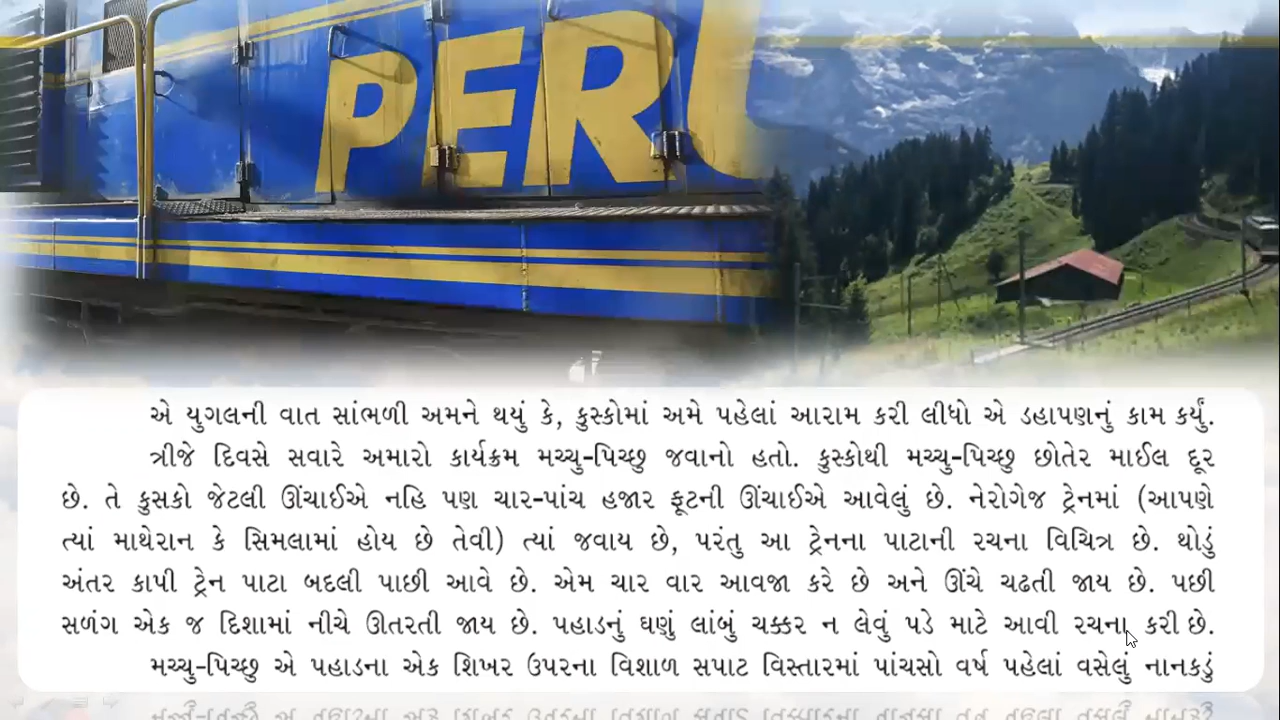 PERU
એ યુગલની વાત સાંભળી અમને થયું કે, કુસ્કોમાં અમે પહેલાં આરામ કરી લીધો એ ડહાપણનું કામ કર્યું.
ત્રીજે દિવસે સવારે અમારો કાર્યક્રમ મચ્ચુ-પિચ્છુ જવાનો હતો. કુસ્કોથી મચ્ચુ-પિચ્છુ છોતેર માઈલ દૂર
છે. તે કુસકો જેટલી ઊંચાઈએ નહિ પણ ચાર-પાંચ હજાર ફૂટની ઊંચાઈએ આવેલું છે. નેરોગેજ ટ્રેનમાં (આપણે
ત્યાં માથેરાન કે સિમલામાં હોય છે તેવી) ત્યાં જવાય છે, પરંતુ આ ટ્રેનના પાટાની રચના વિચિત્ર છે. થોડું
અંતર કાપી ટ્રેન પાટા બદલી પાછી આવે છે. એમ ચાર વાર આવજા કરે છે અને ઊંચે ચઢતી જાય છે. પછી
સળંગ એક જ દિશામાં નીચે ઊતરતી જાય છે. પહાડનું ઘણું લાંબું ચક્કર ન લેવું પડે માટે આવી રચના કરી છે.
મચ્ચુ-પિચ્છુ એ પહાડના એક શિખર ઉપરના વિશાળ સપાટ વિસ્તારમાં પાંચસો વર્ષ પહેલાં વસેલું નાનકડું